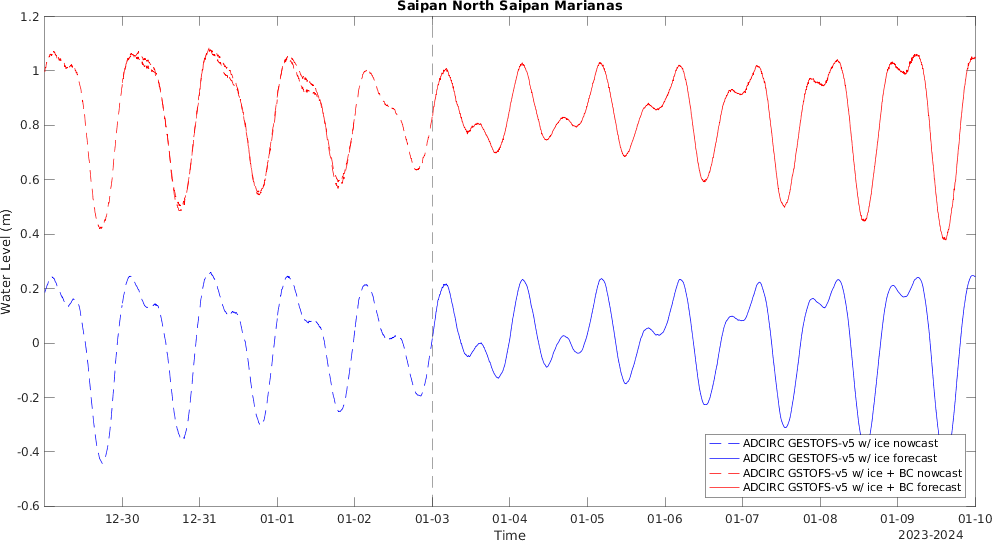 Saipan North Saipan Marianas
1.2
1
0.8
0.6
0.4
0.2
0
-0.2
-0.4
-0.6
Water Level (m)
12-30 12-31 01-01 01-02 01-03 01-04 01-05 01-06 01-07 01-08 01-09 01-10
Time
2023-2024
ADCIRC GESTOFS-v5 w/ ice nowcast
ADCIRC GESTOFS-v5 w/ ice forecast
ADCIRC GSTOFS-v5 w/ ice + BC nowcast
ADCIRC GSTOFS-v5 w/ ice + BC forecast